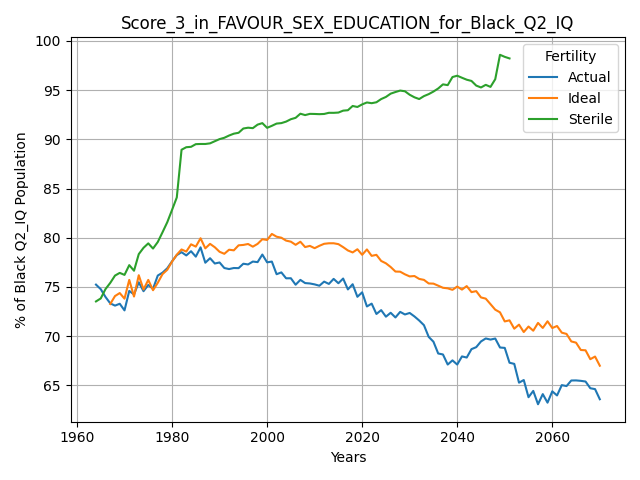 Score_3_in_FAVOUR_SEX_EDUCATION_for_Black_Q2_IQ
100
95
90
85
80
75
70
65
% of Black Q2_IQ Population
Fertility
Actual
Ideal
Sterile
1960
1980
2000
2020
2040
2060
Years